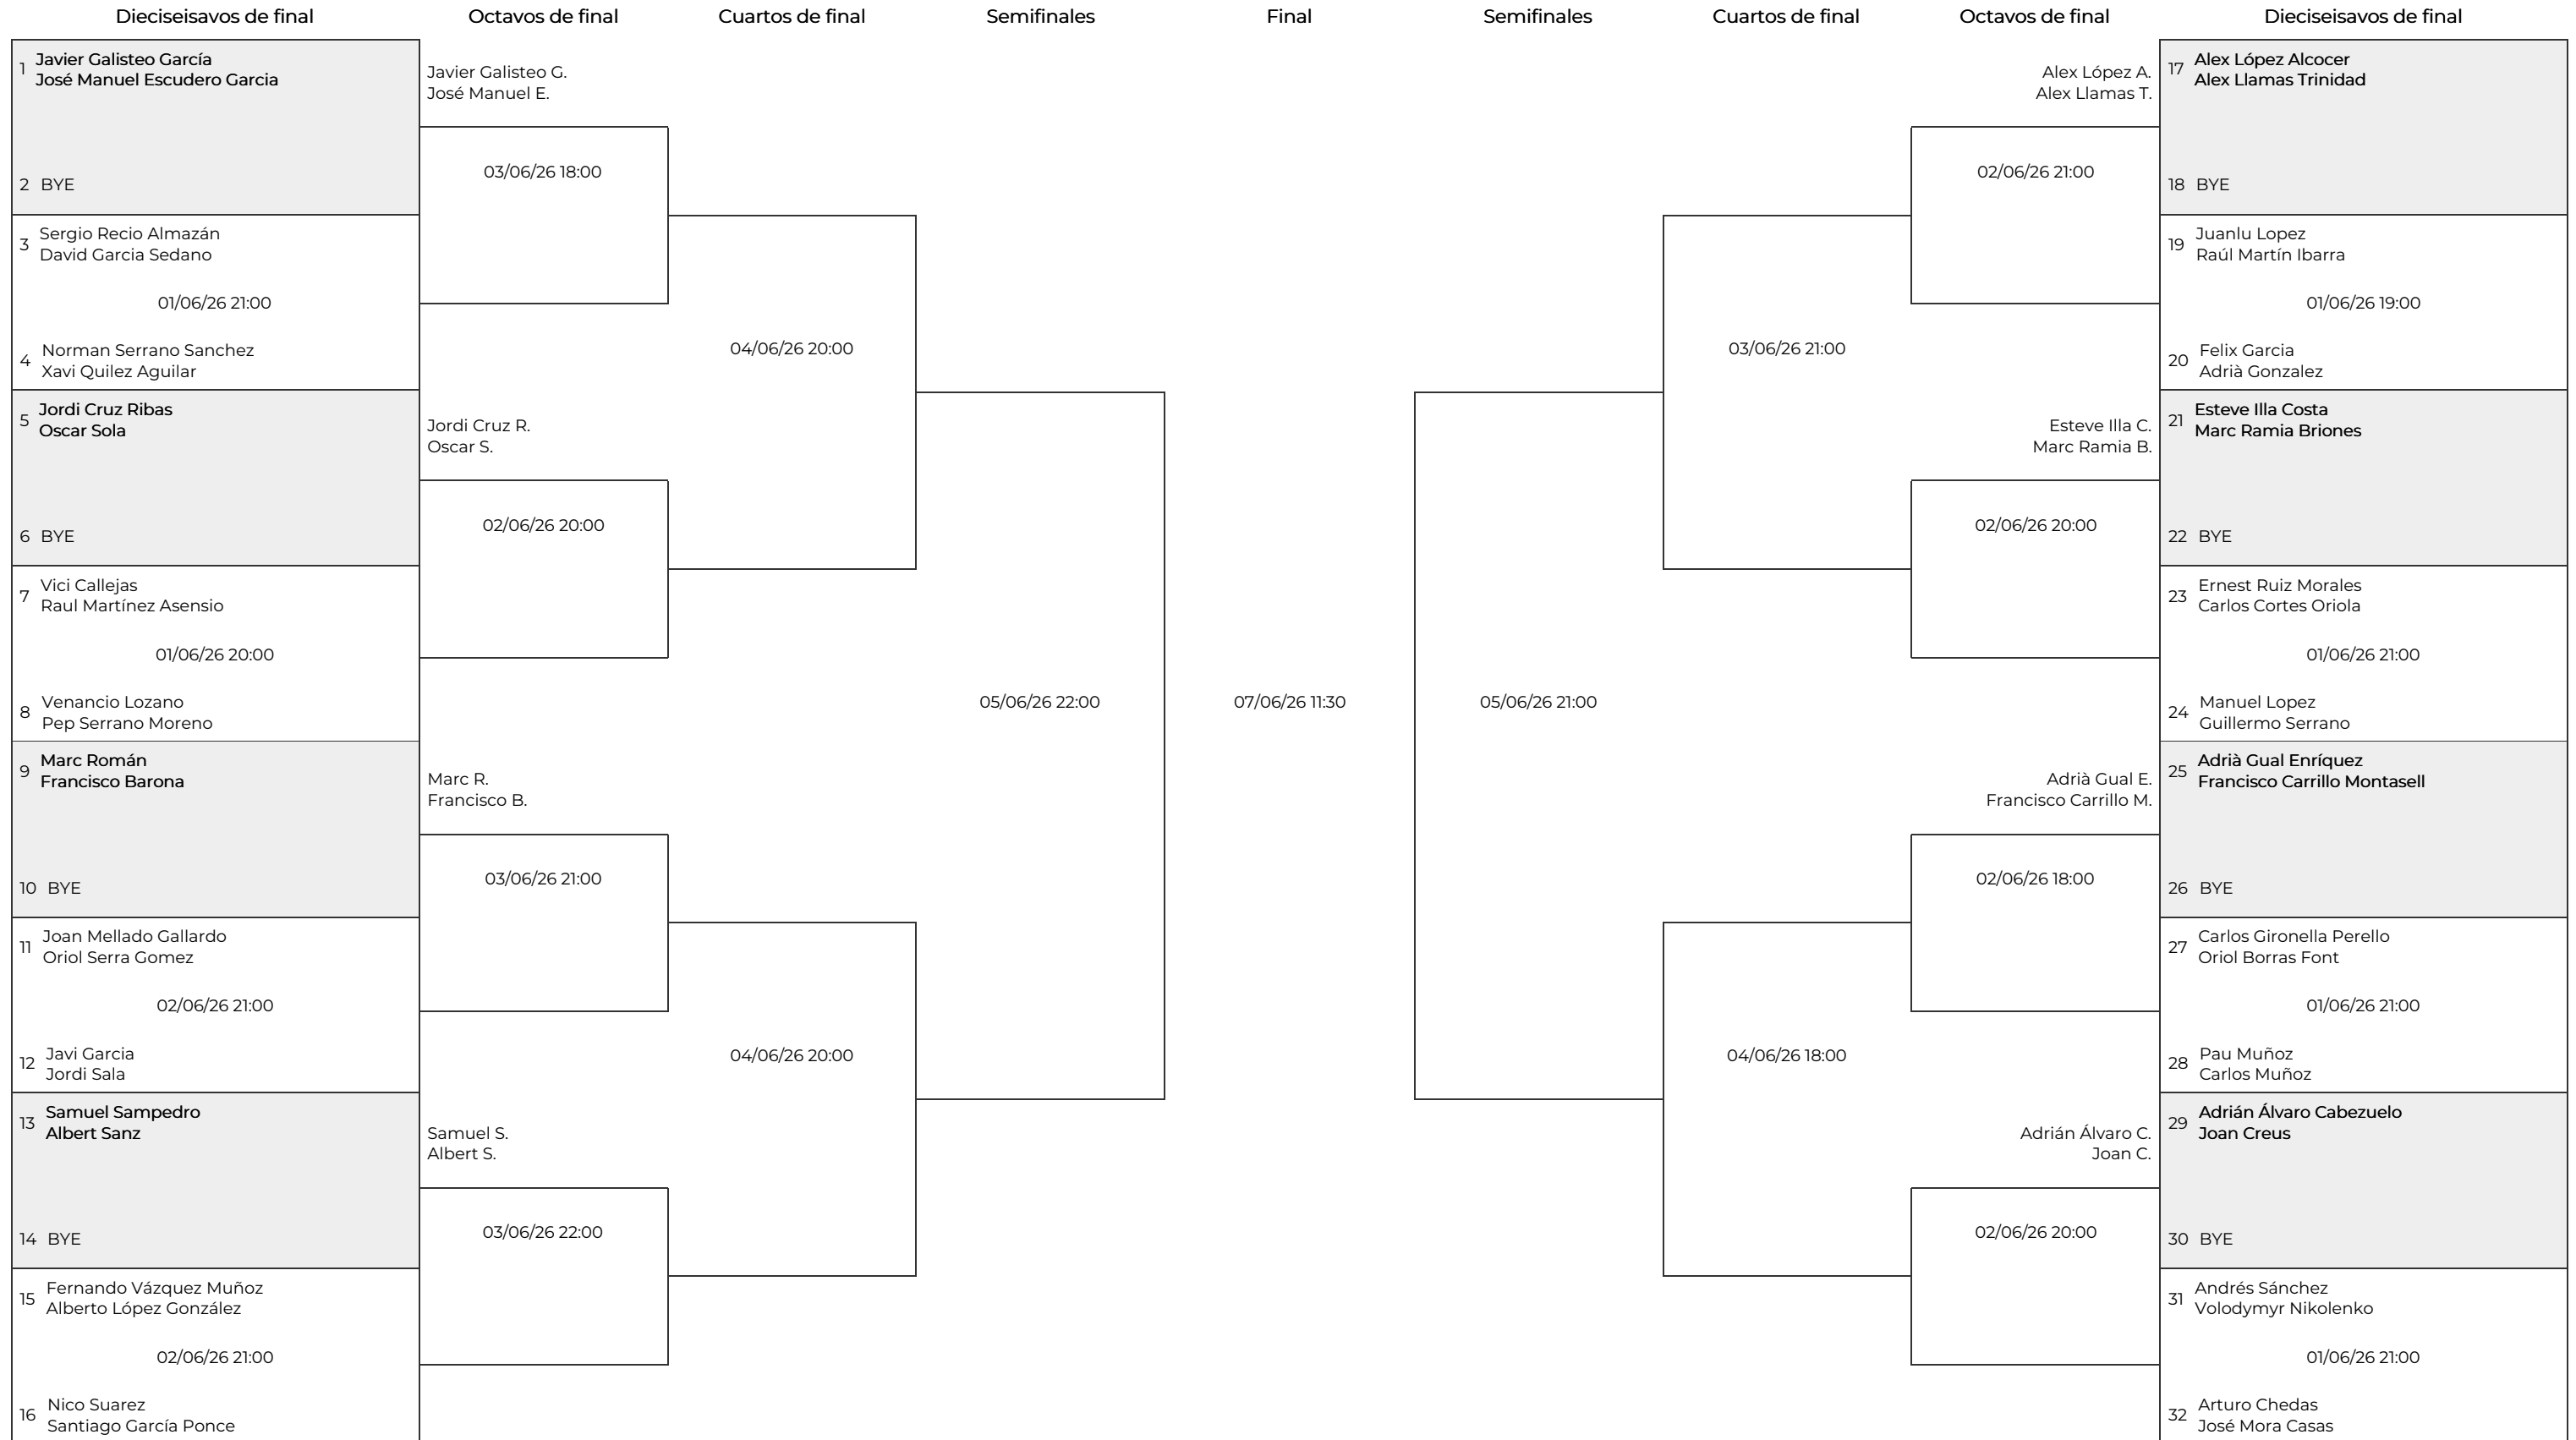 Dieciseisavos de final
Octavos de final
Cuartos de final
Semifinales
Final
Semifinales
Cuartos de final
Octavos de final
Dieciseisavos de final
1
Javier Galisteo García
José Manuel Escudero Garcia
2 BYE
3
Sergio Recio Almazán
David Garcia Sedano
01/06/26 21:00
4
Norman Serrano Sanchez
Xavi Quilez Aguilar
5
Jordi Cruz Ribas
Oscar Sola
6 BYE
7
Vici Callejas
Raul Martínez Asensio
01/06/26 20:00
8
Venancio Lozano
Pep Serrano Moreno
9
Marc Román
Francisco Barona
10 BYE
11
Joan Mellado Gallardo
Oriol Serra Gomez
02/06/26 21:00
12
Javi Garcia
Jordi Sala
13
Samuel Sampedro
Albert Sanz
14 BYE
15
Fernando Vázquez Muñoz
Alberto López González
02/06/26 21:00
16
Nico Suarez
Santiago García Ponce
Javier Galisteo G.
José Manuel E.
03/06/26 18:00
Jordi Cruz R.
Oscar S.
02/06/26 20:00
Marc R.
Francisco B.
03/06/26 21:00
Samuel S.
Albert S.
03/06/26 22:00
04/06/26 20:00
04/06/26 20:00
05/06/26 22:00
07/06/26 11:30
05/06/26 21:00
03/06/26 21:00
04/06/26 18:00
Alex López A.
Alex Llamas T.
02/06/26 21:00
Esteve Illa C.
Marc Ramia B.
02/06/26 20:00
Adrià Gual E.
Francisco Carrillo M.
02/06/26 18:00
Adrián Álvaro C.
Joan C.
02/06/26 20:00
17
Alex López Alcocer
Alex Llamas Trinidad
18 BYE
19
Juanlu Lopez
Raúl Martín Ibarra
01/06/26 19:00
20
Felix Garcia
Adrià Gonzalez
21
Esteve Illa Costa
Marc Ramia Briones
22 BYE
23
Ernest Ruiz Morales
Carlos Cortes Oriola
01/06/26 21:00
24
Manuel Lopez
Guillermo Serrano
25
Adrià Gual Enríquez
Francisco Carrillo Montasell
26 BYE
27
Carlos Gironella Perello
Oriol Borras Font
01/06/26 21:00
28
Pau Muñoz
Carlos Muñoz
29
Adrián Álvaro Cabezuelo
Joan Creus
30 BYE
31
Andrés Sánchez
Volodymyr Nikolenko
01/06/26 21:00
32
Arturo Chedas
José Mora Casas